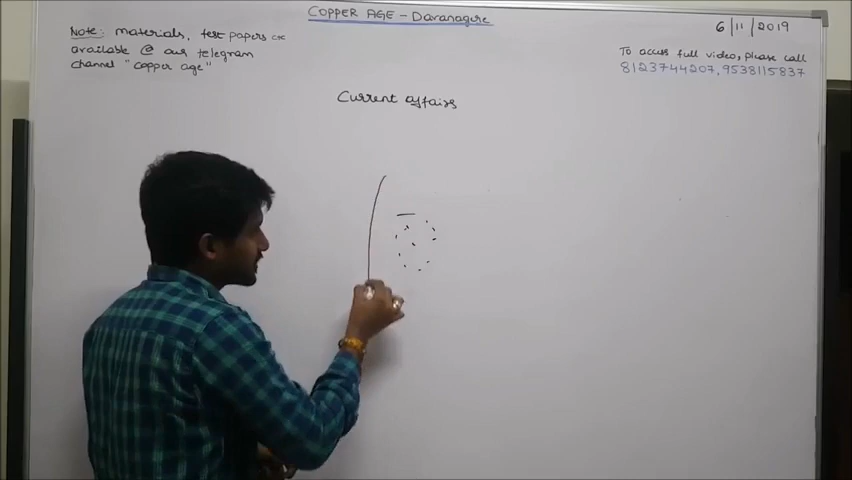 COPPER AGE - Davanagere
6/11/2019
Note: materials, test papers etc
available @ our telegram
channel "copper age"
To access full video, please call
8123744207, 9538115837
Current affairs